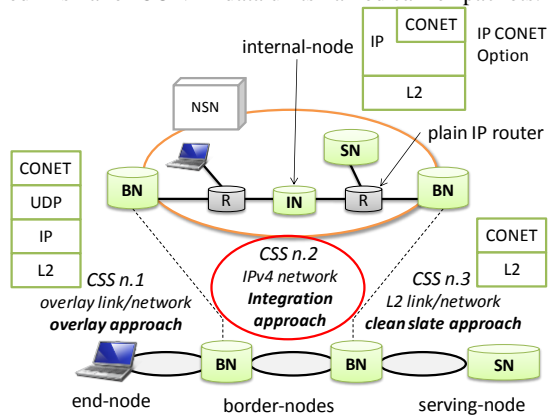 internal-node
CONET
IP
L2
IP CONET
Option
NSN
SN
plain IP router
BN
R
IN
R
BN
CONET
UDP
IP
L2
CONET
L2
CSS n.1
overlay link/network
overlay approach
CSS n.2
IPv4 network
Integration
approach
CSS n.3
L2 link/network
clean slate approach
BN
BN
SN
end-node
border-nodes
serving-node